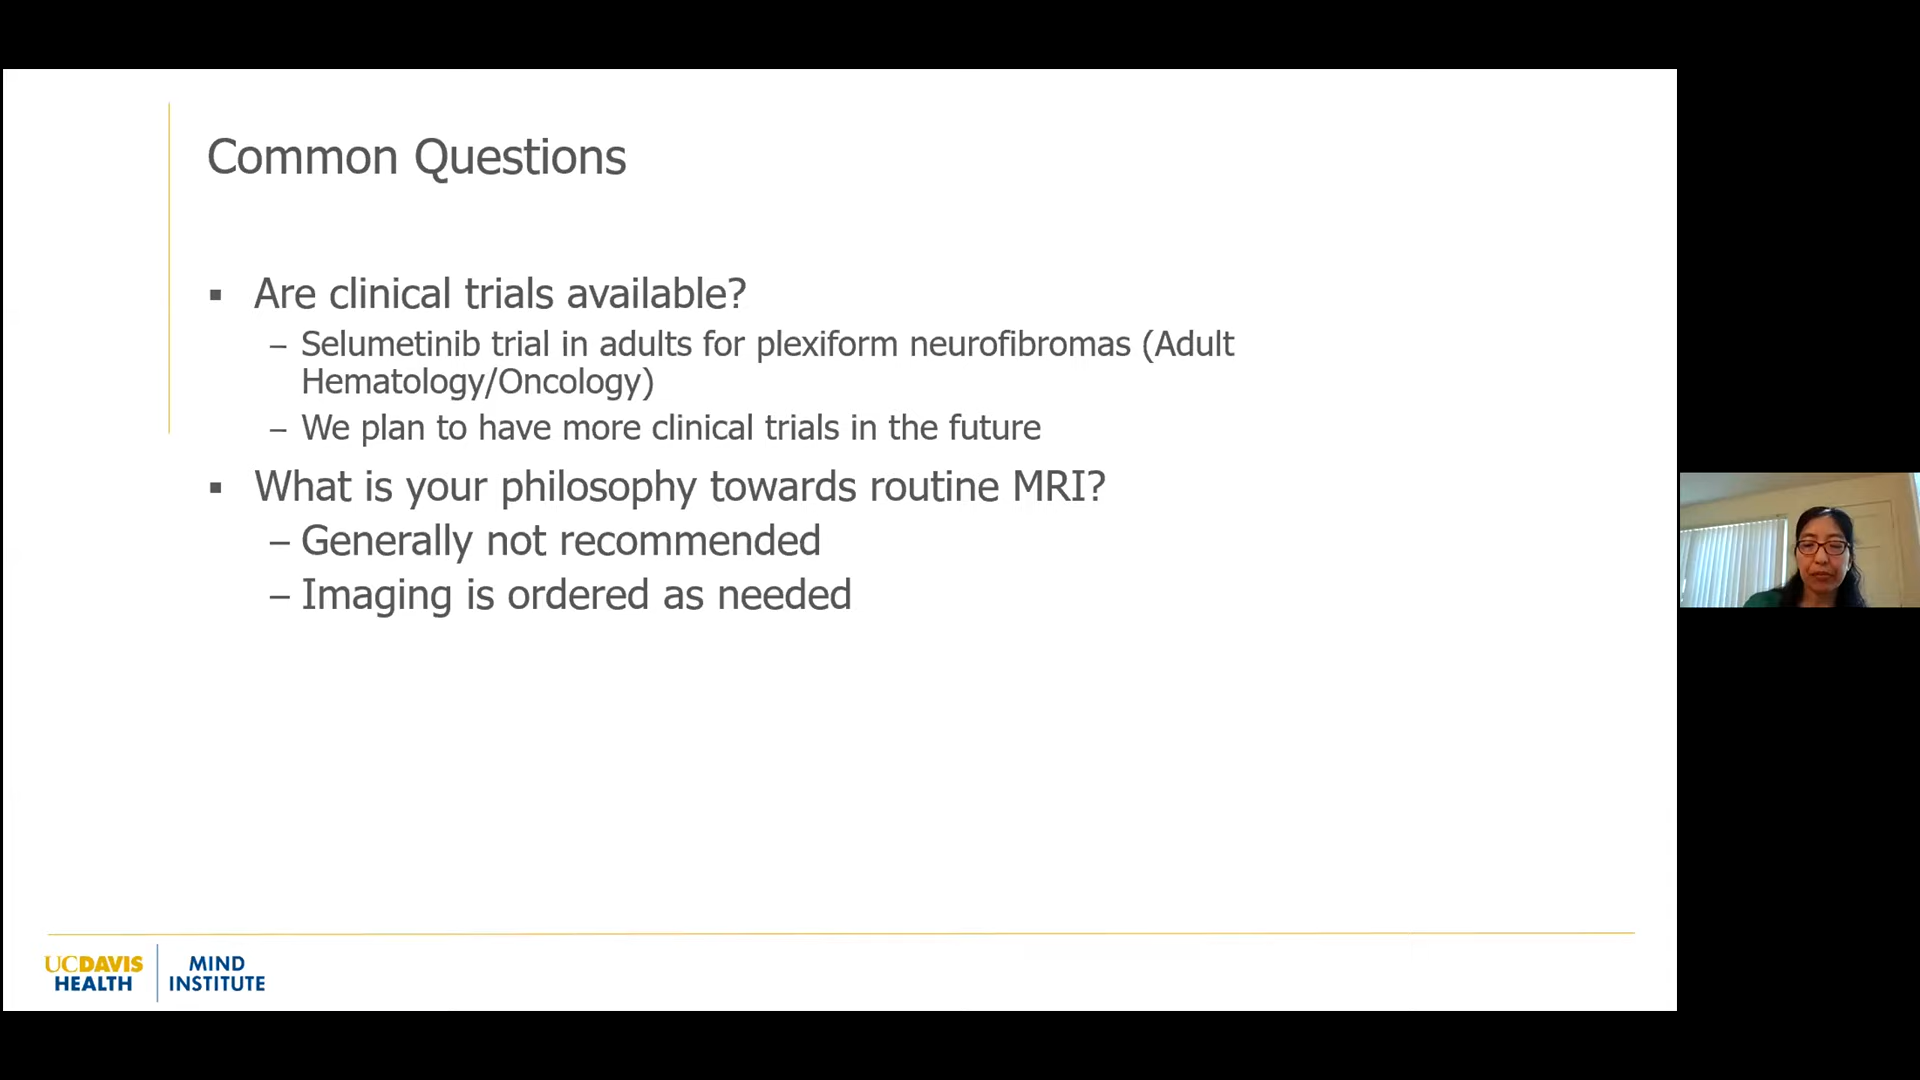 Common Questions
▪ Are clinical trials available?
– Selumetinib trial in adults for plexiform neurofibromas (Adult
Hematology/Oncology)
– We plan to have more clinical trials in the future
▪ What is your philosophy towards routine MRI?
– Generally not recommended
– Imaging is ordered as needed
UCDAVIS
HEALTH
MIND
INSTITUTE